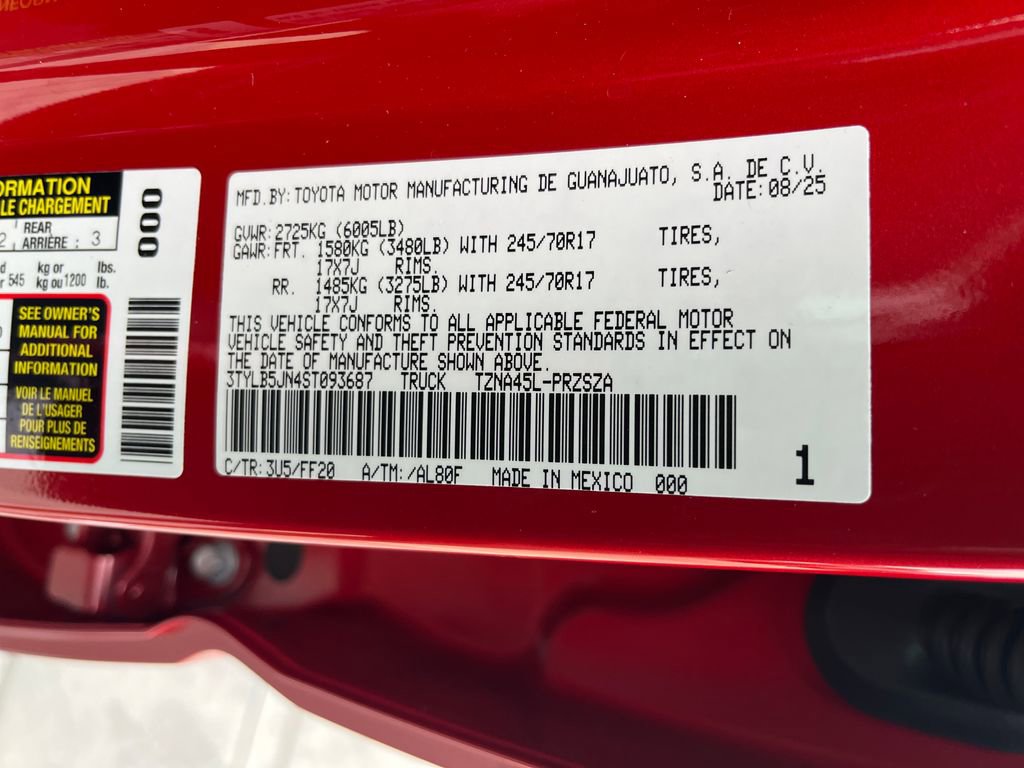 ORMATION
LE CHARGEMENT
2 REAR
ARRIÈRE : 3
000
kg or lbs.
545 kg ou 1200 lb.
SEE OWNER'S
MANUAL FOR
ADDITIONAL
INFORMATION
VOIR LE MANUEL
DE L'USAGER
POUR PLUS DE
RENSEIGNEMENTS
MFD.BY:TOYOTA MOTOR MANUFACTURING DE GUANAJUATO, S.A. DE C.V.
DATE:08/25
GVWR:2725KG (6005LB)
GAWR:FRT. 1580KG (3480LB) WITH 245/70R17 TIRES,
17X7J RIMS.
RR. 1485KG (3275LB) WITH 245/70R17 TIRES,
17X7J RIMS.
THIS VEHICLE CONFORMS TO ALL APPLICABLE FEDERAL MOTOR
VEHICLE SAFETY AND THEFT PREVENTION STANDARDS IN EFFECT ON
THE DATE OF MANUFACTURE SHOWN ABOVE.
3TYLB5JN4ST093687 TRUCK TZNA45L-PRZSZA
C/TR:3U5/FF20 A/TM:/AL80F MADE IN MEXICO 000
1